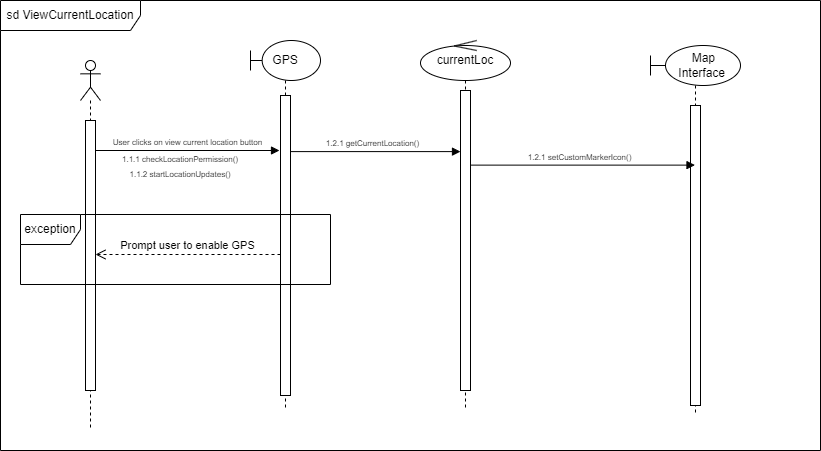 sd ViewCurrentLocation
GPS
currentLoc
Map
Interface
User clicks on view current location button
1.1.1 checkLocationPermission()
1.1.2 startLocationUpdates()
1.2.1 getCurrentLocation()
1.2.1 setCustomMarkerIcon()
exception
Prompt user to enable GPS